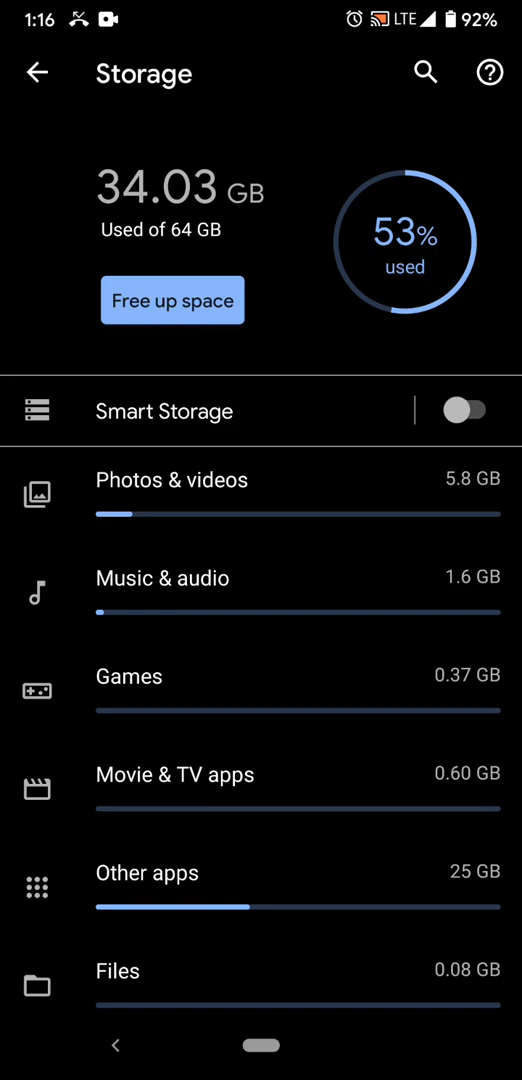 1:16 LTE 92%
Storage
34.03 GB
Used of 64 GB
53%
used
Free up space
Smart Storage
Photos & videos 5.8 GB
Music & audio 1.6 GB
Games 0.37 GB
Movie & TV apps 0.60 GB
Other apps 25 GB
Files 0.08 GB